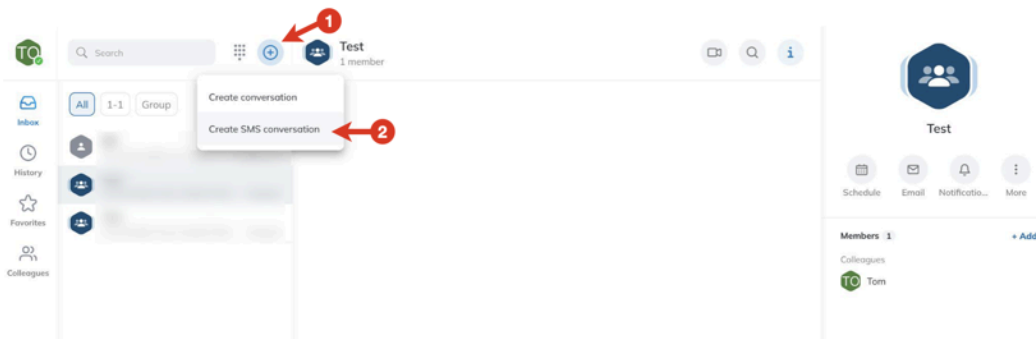 1
TO
Search
Test
1 member
i
Inbox
All
1-1
Group
Create conversation
Create SMS conversation
2
History
Favorites
Colleagues
Test
Schedule
Email
Notificatio...
More
Members 1
+ Add
Colleagues
TO
Tom